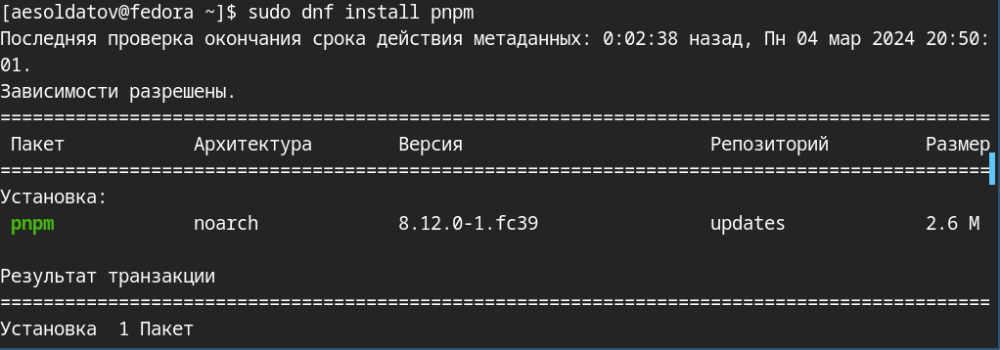 [aesoldatov@fedora ~]$ sudo dnf install pnpm
Последняя проверка окончания срока действия метаданных: 0:02:38 назад, Пн 04 мар 2024 20:50:
01.
Зависимости разрешены.
============================================================================================
Пакет Архитектура Версия Репозиторий Размер
============================================================================================
Установка:
pnpm noarch 8.12.0-1.fc39 updates 2.6 M
Результат транзакции
============================================================================================
Установка 1 Пакет